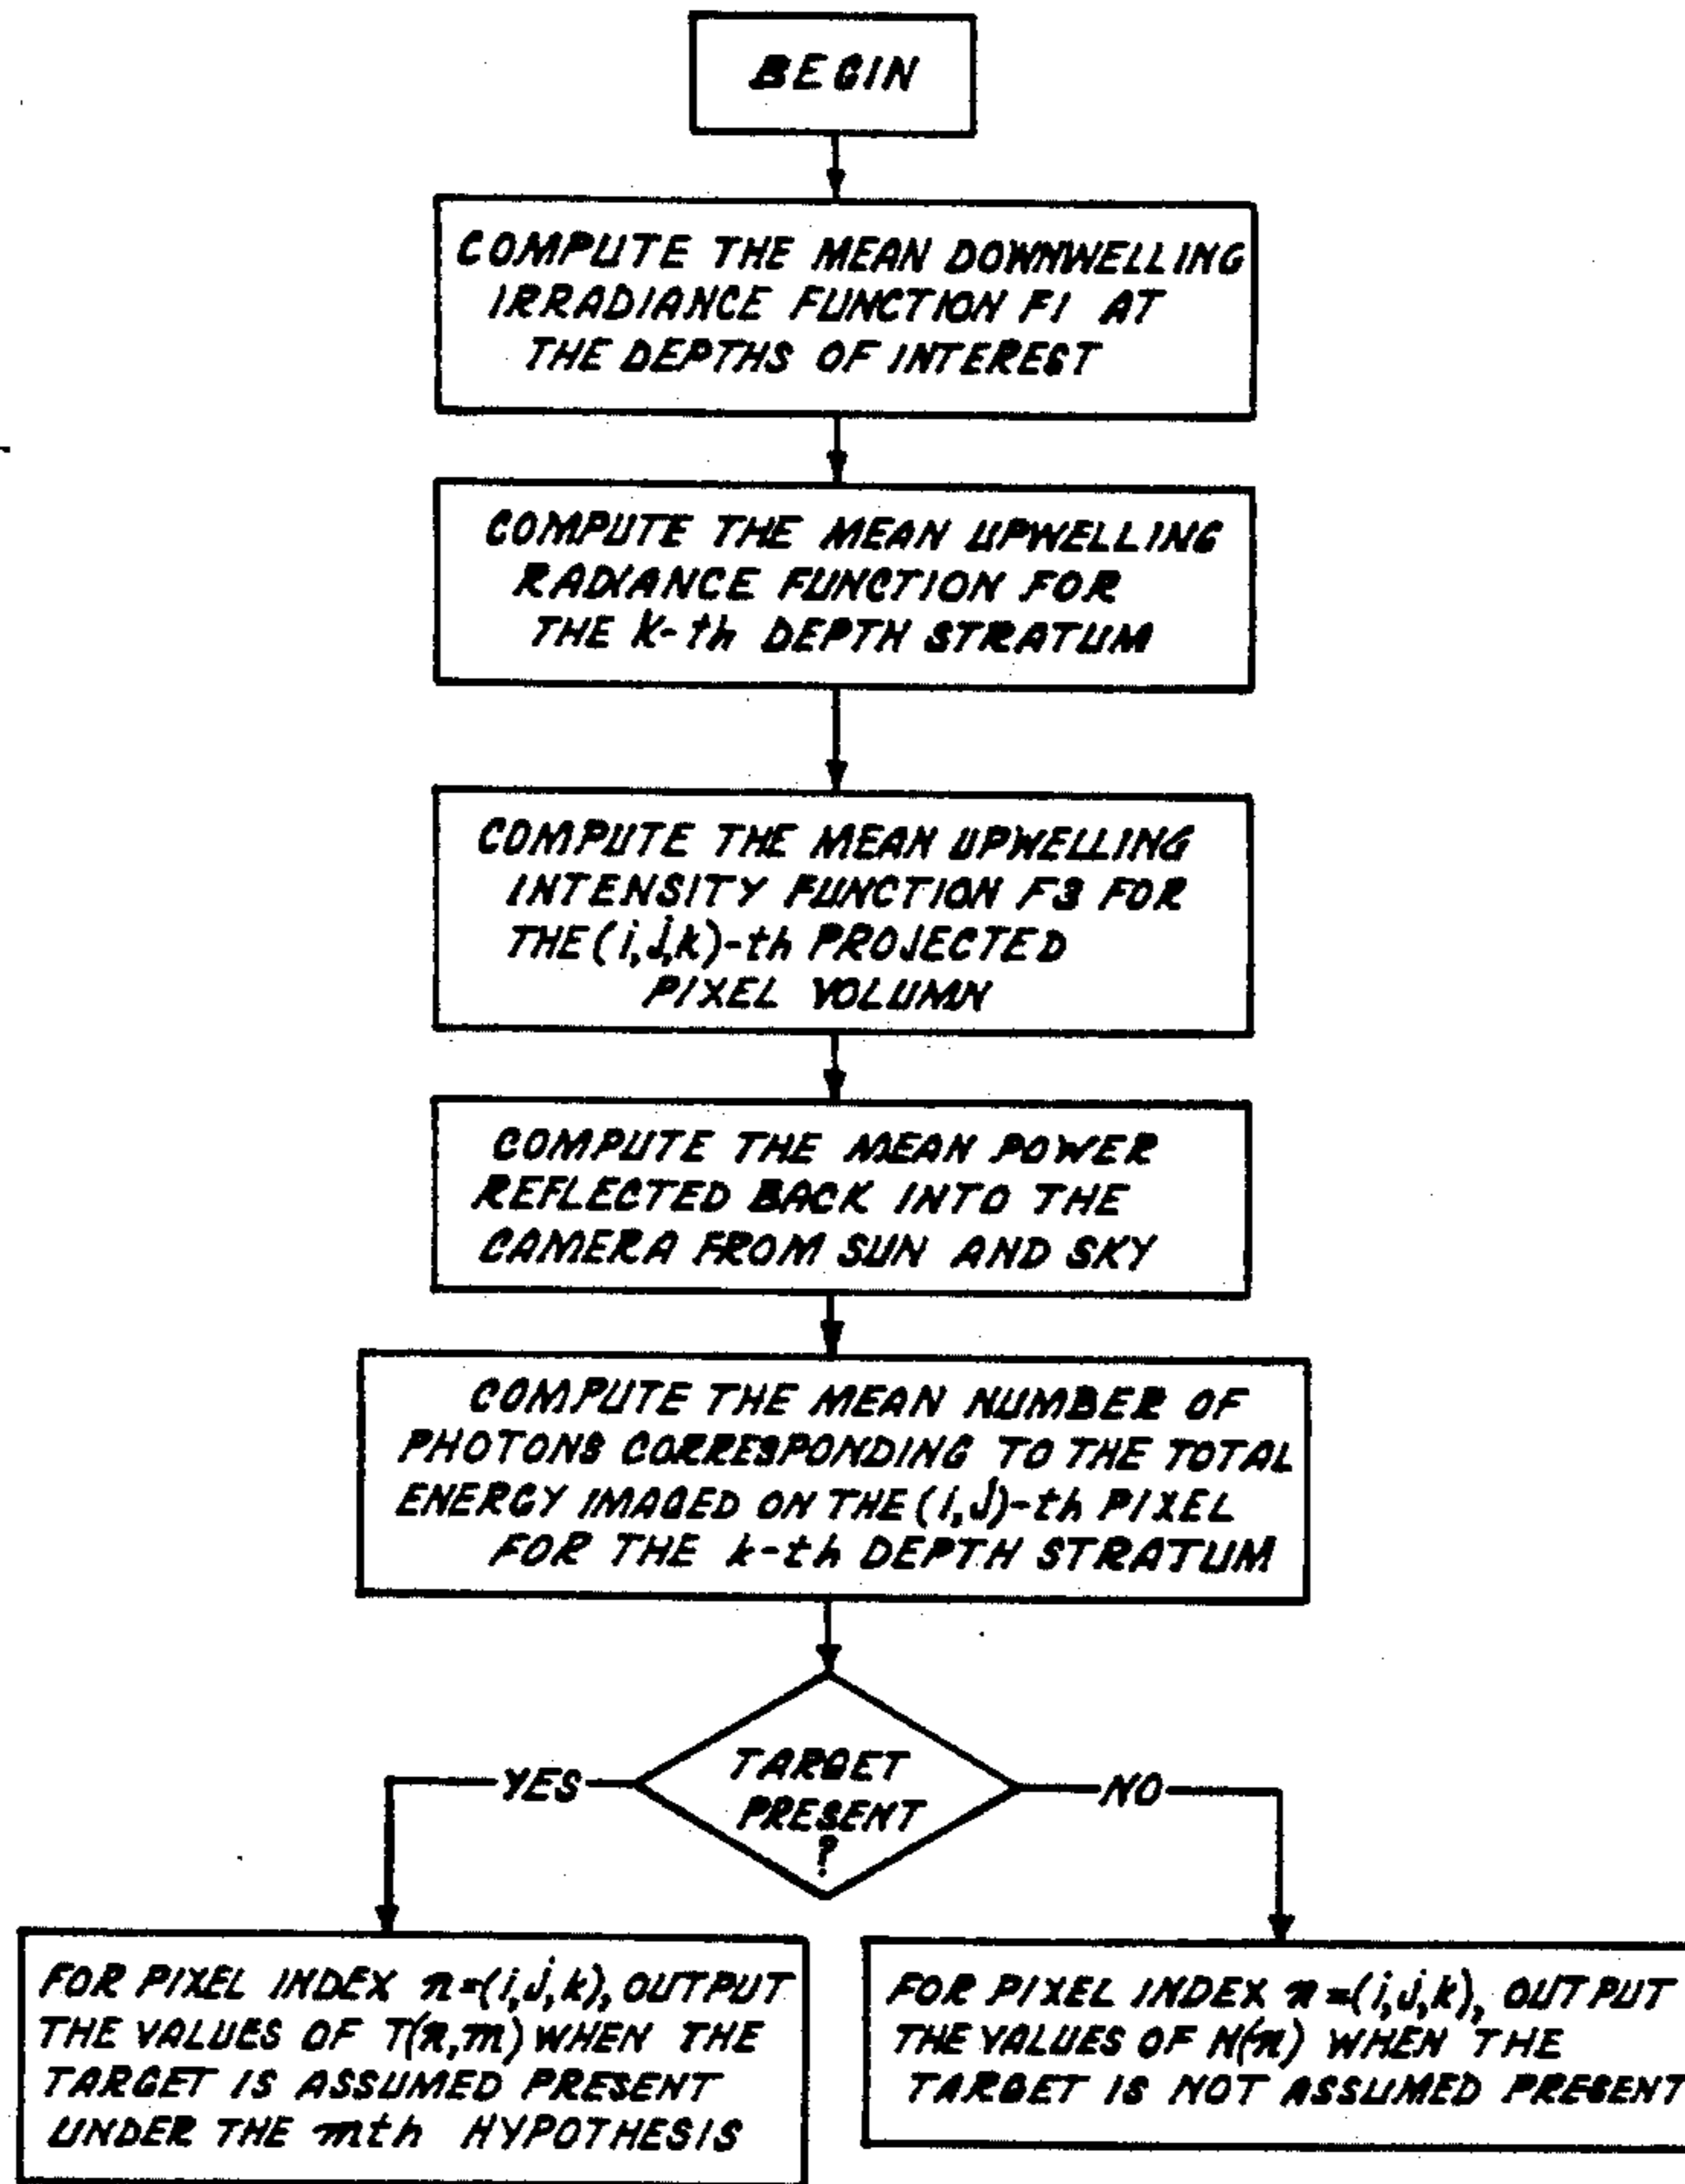 BEGIN
COMPUTE THE MEAN DOWNWELLING
IRRADIANCE FUNCTION F1 AT
THE DEPTHS OF INTEREST
COMPUTE THE MEAN UPWELLING
RADIANCE FUNCTION FOR
THE K-th DEPTH STRATUM
COMPUTE THE MEAN UPWELLING
INTENSITY FUNCTION F3 FOR
THE (i,j,k)-th PROJECTED
PIXEL VOLUMN
COMPUTE THE MEAN POWER
REFLECTED BACK INTO THE
CAMERA FROM SUN AND SKY
COMPUTE THE MEAN NUMBER OF
PHOTONS CORRESPONDING TO THE TOTAL
ENERGY IMAGED ON THE (i,j)-th PIXEL
FOR THE k-th DEPTH STRATUM
TARGET
PRESENT
?
YES
NO
FOR PIXEL INDEX n=(i,j,k), OUTPUT
THE VALUES OF T(n,m) WHEN THE
TARGET IS ASSUMED PRESENT
UNDER THE mth HYPOTHESIS
FOR PIXEL INDEX n=(i,j,k), OUTPUT
THE VALUES OF N(n) WHEN THE
TARGET IS NOT ASSUMED PRESENT